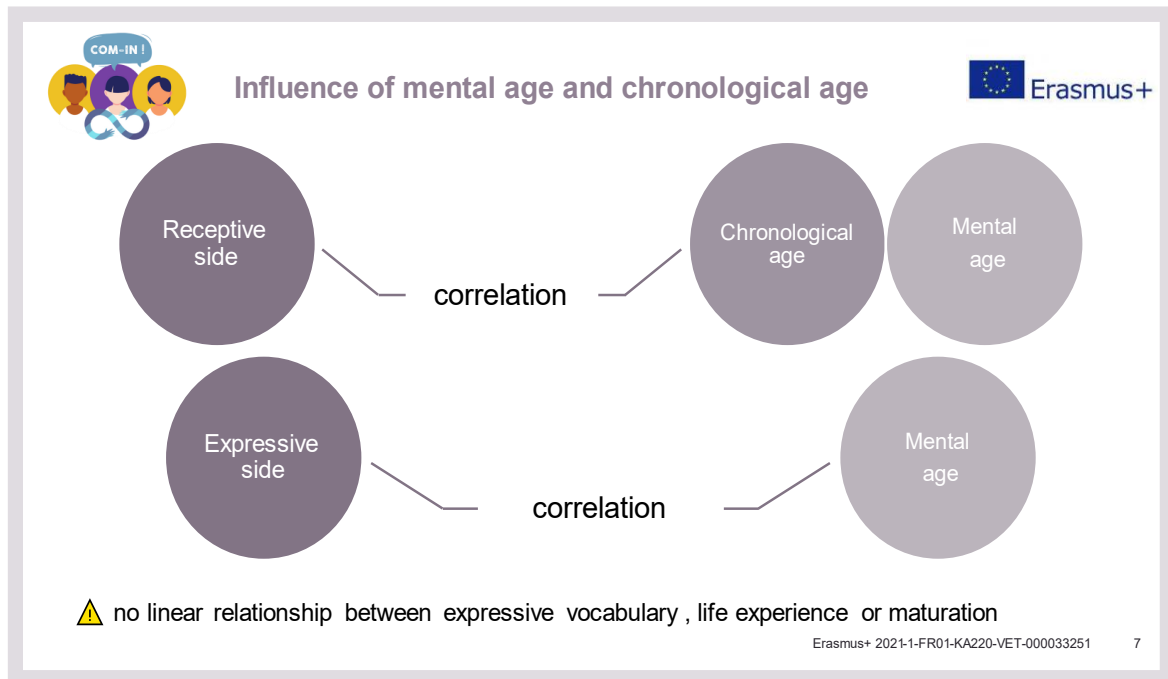 COM-IN !
Influence of mental age and chronological age
Erasmus+
Receptive
side
correlation
Chronological
age
Mental
age
Expressive
side
correlation
Mental
age
no linear relationship between expressive vocabulary , life experience or maturation
Erasmus+ 2021-1-FR01-KA220-VET-000033251
7